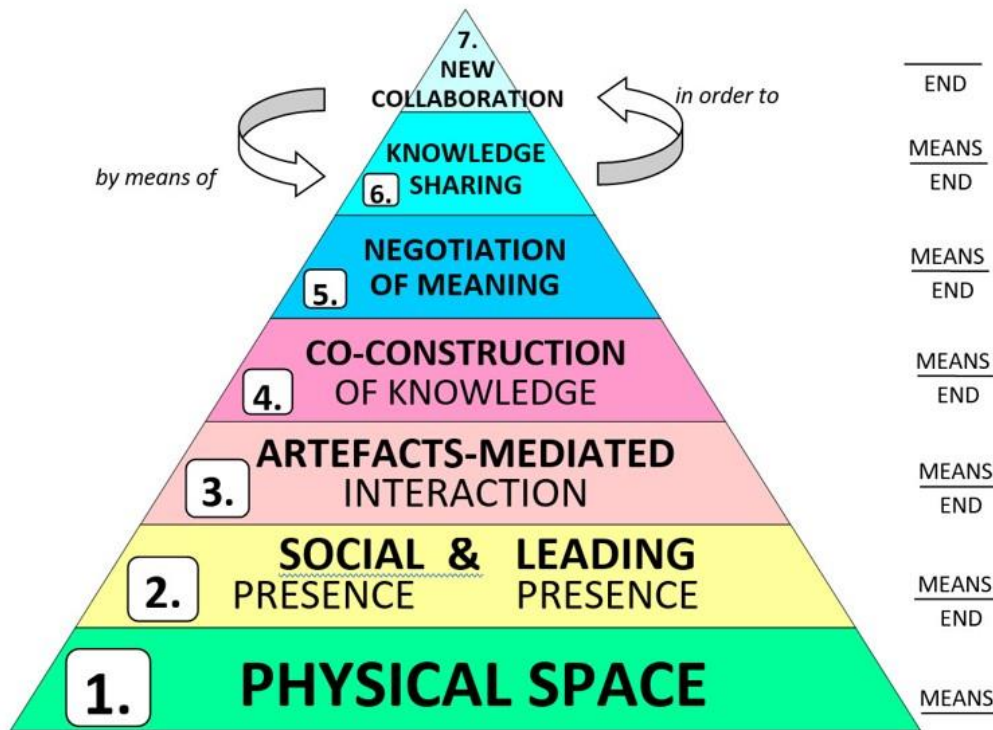 7.
NEW
COLLABORATION
in order to
by means of
KNOWLEDGE
SHARING
6.
NEGOTIATION
OF MEANING
5.
CO-CONSTRUCTION
OF KNOWLEDGE
4.
ARTEFACTS-MEDIATED
INTERACTION
3.
SOCIAL & LEADING
PRESENCE PRESENCE
2.
PHYSICAL SPACE
1.
END
MEANS
END
MEANS
END
MEANS
END
MEANS
END
MEANS
END
MEANS